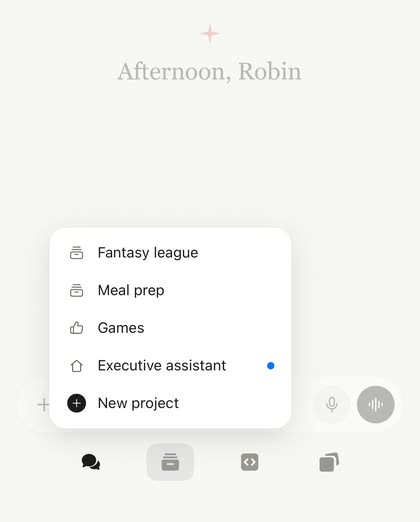 Afternoon, Robin
Fantasy league
Meal prep
Games
Executive assistant
New project